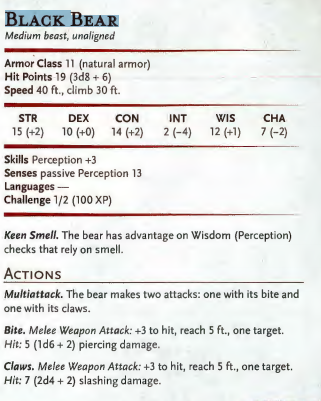 BLACK BEAR
Medium beast, unaligned
Armor Class 11 (natural armor)
Hit Points 19 (3d8 + 6)
Speed 40 ft., climb 30 ft.
STR DEX CON INT WIS CHA
15 (+2) 10 (+0) 14 (+2) 2 (−4) 12 (+1) 7 (−2)
Skills Perception +3
Senses passive Perception 13
Languages —
Challenge 1/2 (100 XP)
Keen Smell. The bear has advantage on Wisdom (Perception)
checks that rely on smell.
ACTIONS
Multiattack. The bear makes two attacks: one with its bite and
one with its claws.
Bite. Melee Weapon Attack: +3 to hit, reach 5 ft., one target.
Hit: 5 (1d6 + 2) piercing damage.
Claws. Melee Weapon Attack: +3 to hit, reach 5 ft., one target.
Hit: 7 (2d4 + 2) slashing damage.